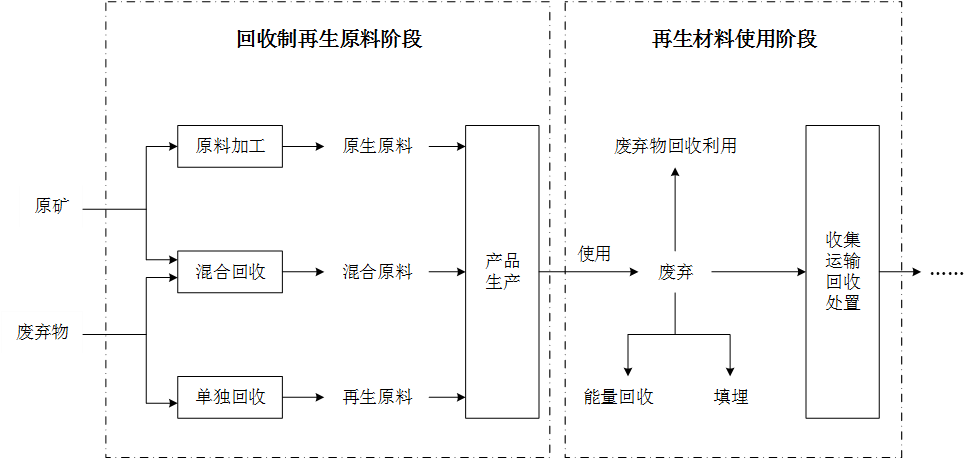 回收制再生原料阶段
再生材料使用阶段
原料加工
原生原料
废弃物回收利用
原矿
混合回收
混合原料
产品
生产
使用
废弃
收集
运输
回收
处置
……
废弃物
单独回收
再生原料
能量回收
填埋